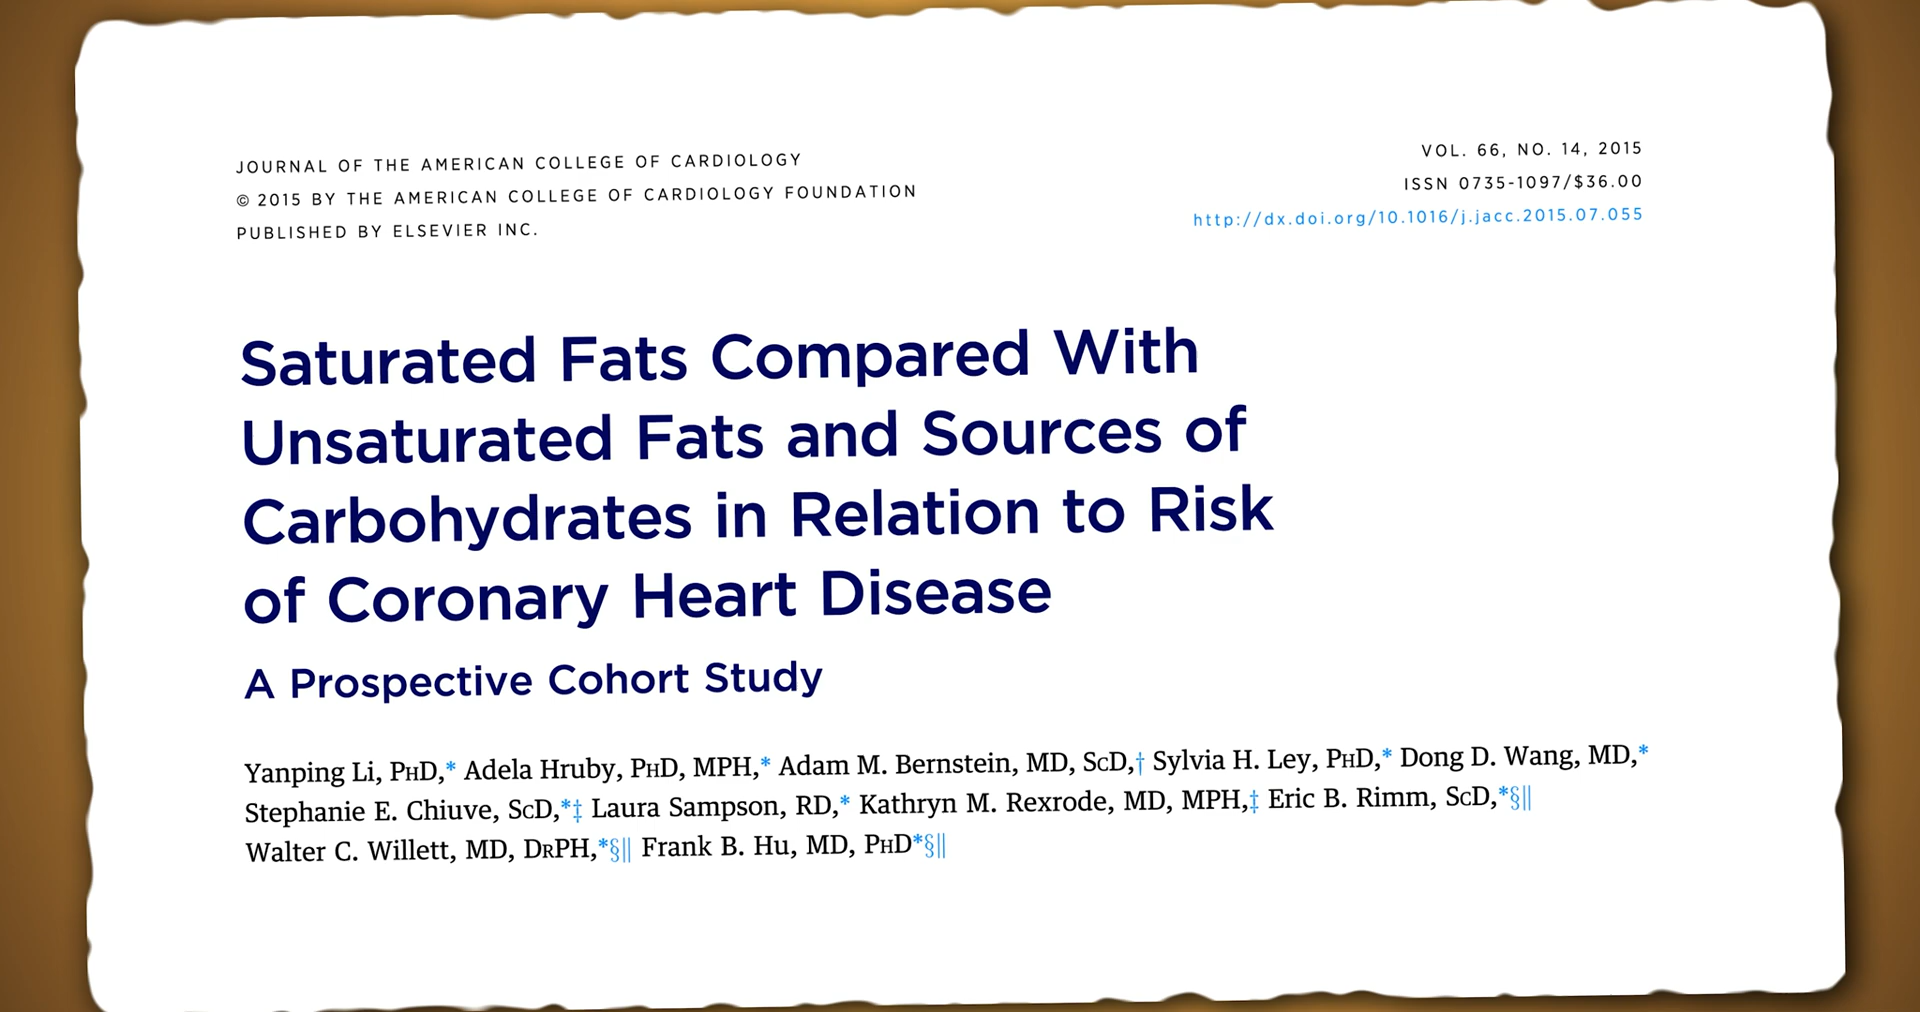 JOURNAL OF THE AMERICAN COLLEGE OF CARDIOLOGY
© 2015 BY THE AMERICAN COLLEGE OF CARDIOLOGY FOUNDATION
PUBLISHED BY ELSEVIER INC.
VOL. 66, NO. 14, 2015
ISSN 0735-1097/$36.00
http://dx.doi.org/10.1016/j.jacc.2015.07.055
Saturated Fats Compared With
Unsaturated Fats and Sources of
Carbohydrates in Relation to Risk
of Coronary Heart Disease
A Prospective Cohort Study
Yanping Li, PhD,* Adela Hruby, PhD, MPH,* Adam M. Bernstein, MD, ScD,† Sylvia H. Ley, PhD,* Dong D. Wang, MD,*
Stephanie E. Chiuve, ScD,*‡ Laura Sampson, RD,* Kathryn M. Rexrode, MD, MPH,‡ Eric B. Rimm, ScD,*§||
Walter C. Willett, MD, DrPH,*§|| Frank B. Hu, MD, PhD*§||